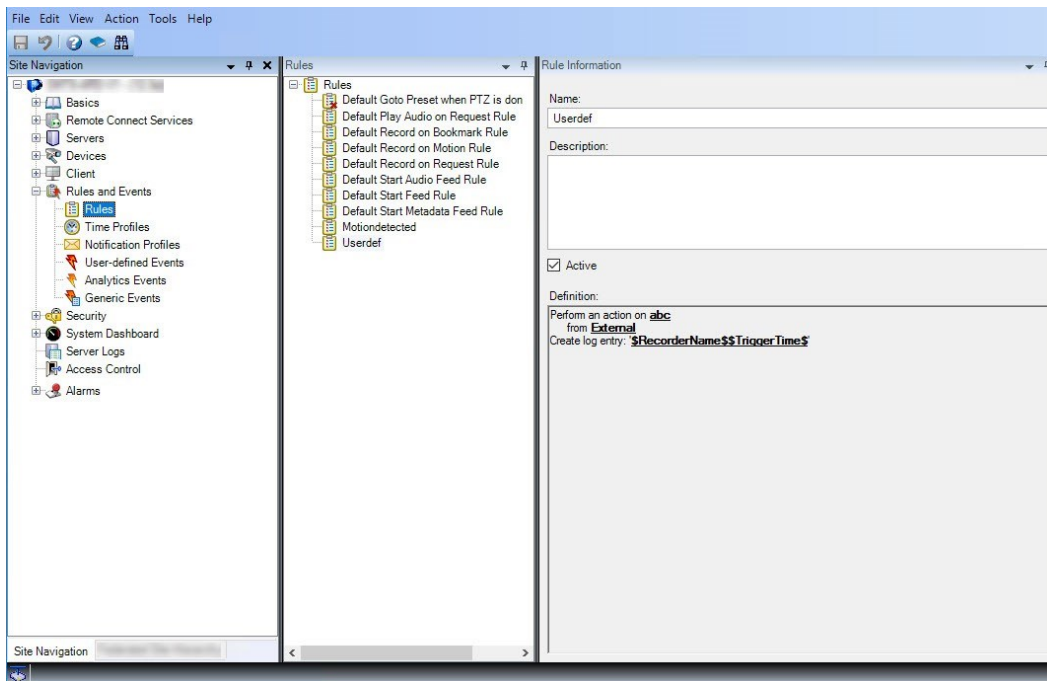 File Edit View Action Tools Help
Site Navigation
Basics
Remote Connect Services
Servers
Devices
Client
Rules and Events
Rules
Time Profiles
Notification Profiles
User-defined Events
Analytics Events
Generic Events
Security
System Dashboard
Server Logs
Access Control
Alarms
Site Navigation
Rules
Rules
Default Goto Preset when PTZ is don
Default Play Audio on Request Rule
Default Record on Bookmark Rule
Default Record on Motion Rule
Default Record on Request Rule
Default Start Audio Feed Rule
Default Start Feed Rule
Default Start Metadata Feed Rule
Motiondetected
Userdef
Rule Information
Name:
Userdef
Description:
Active
Definition:
Perform an action on abc
from External
Create log entry: '$RecorderName$$TriggerTime$'